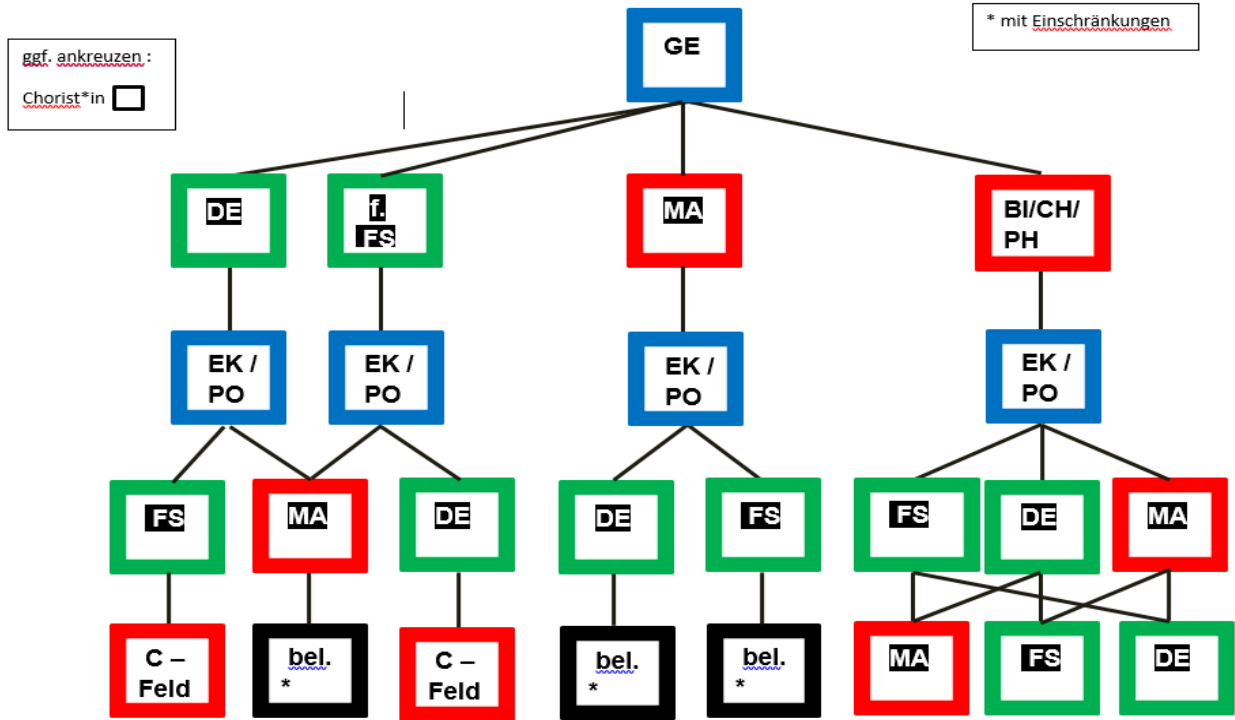 * mit Einschränkungen
GE
ggf. ankreuzen :
Chorist*in
DE
f.
FS
MA
BI/CH/
PH
EK /
PO
EK /
PO
EK /
PO
EK /
PO
FS
MA
DE
DE
FS
FS
DE
MA
C –
Feld
bel.
*
C –
Feld
bel.
*
bel.
*
MA
FS
DE